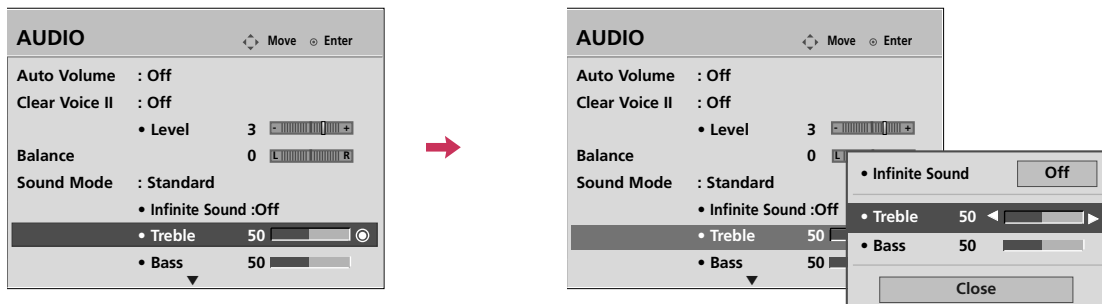 AUDIO Move Enter
Auto Volume : Off
Clear Voice II : Off
• Level 3 - +
Balance 0 L R
Sound Mode : Standard
• Infinite Sound :Off
• Treble 50
• Bass 50
AUDIO Move Enter
Auto Volume : Off
Clear Voice II : Off
• Level 3 - +
Balance 0 L
Sound Mode : Standard
• Infinite Sound :Off
• Treble 50
• Bass 50
• Infinite Sound Off
• Treble 50
• Bass 50
Close